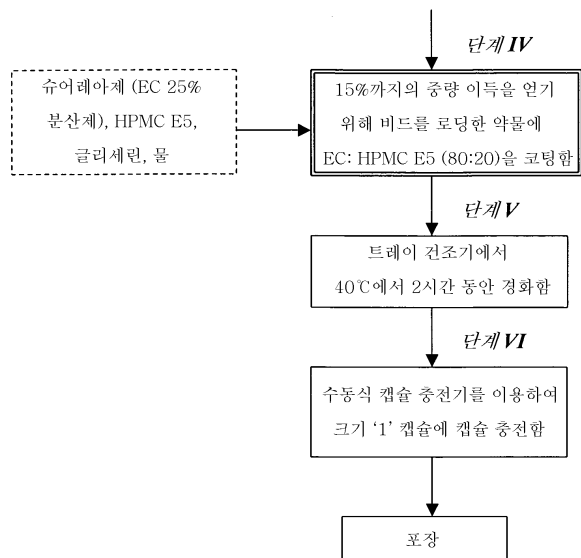 단계 IV
슈어레아제 (EC 25%
분산제), HPMC E5,
글리세린, 물
15%까지의 중량 이득을 얻기
위해 비드를 로딩한 약물에
EC: HPMC E5 (80:20)을 코팅함
단계 V
트레이 건조기에서
40℃에서 2시간 동안 경화함
단계 VI
수동식 캡슐 충전기를 이용하여
크기 ‘1’ 캡슐에 캡슐 충전함
포장